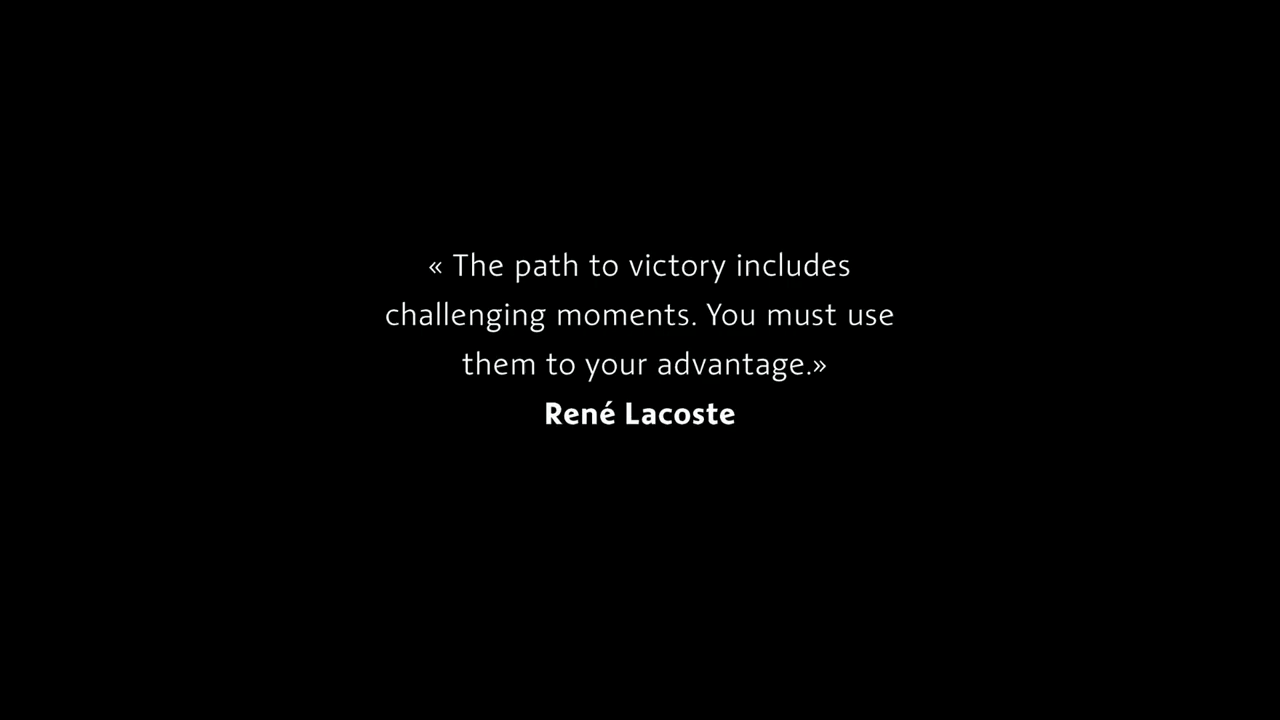 « The path to victory includes
challenging moments. You must use
them to your advantage.»
René Lacoste